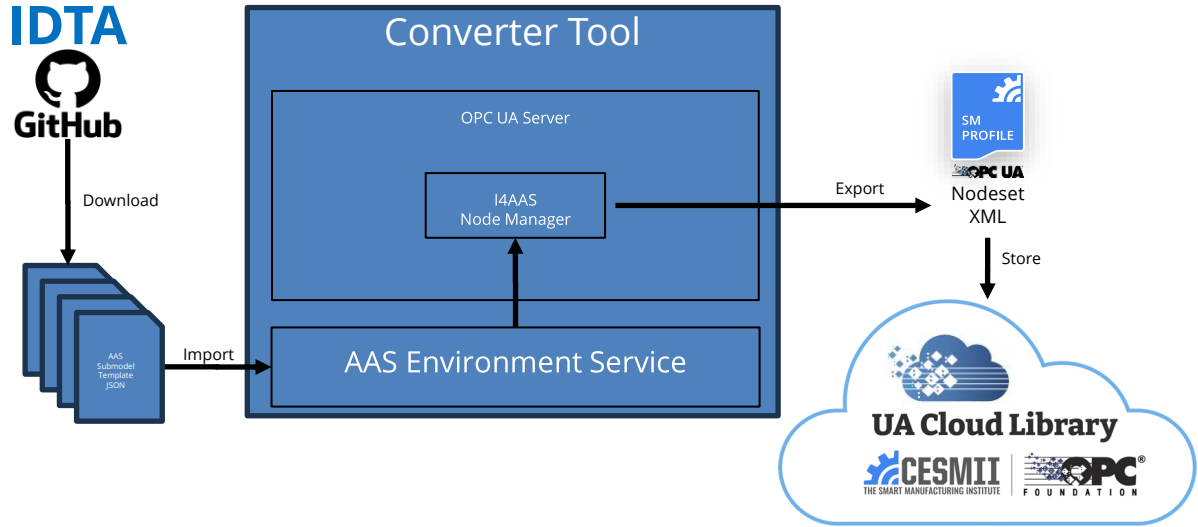 IDTA
GitHub
Download
AAS
Submodel
Template
JSON
Import
Converter Tool
OPC UA Server
I4AAS
Node Manager
AAS Environment Service
Export
SM
PROFILE
OPC UA
Nodeset
XML
Store
UA Cloud Library
CESMII
THE SMART MANUFACTURING INSTITUTE
OPC®
FOUNDATION